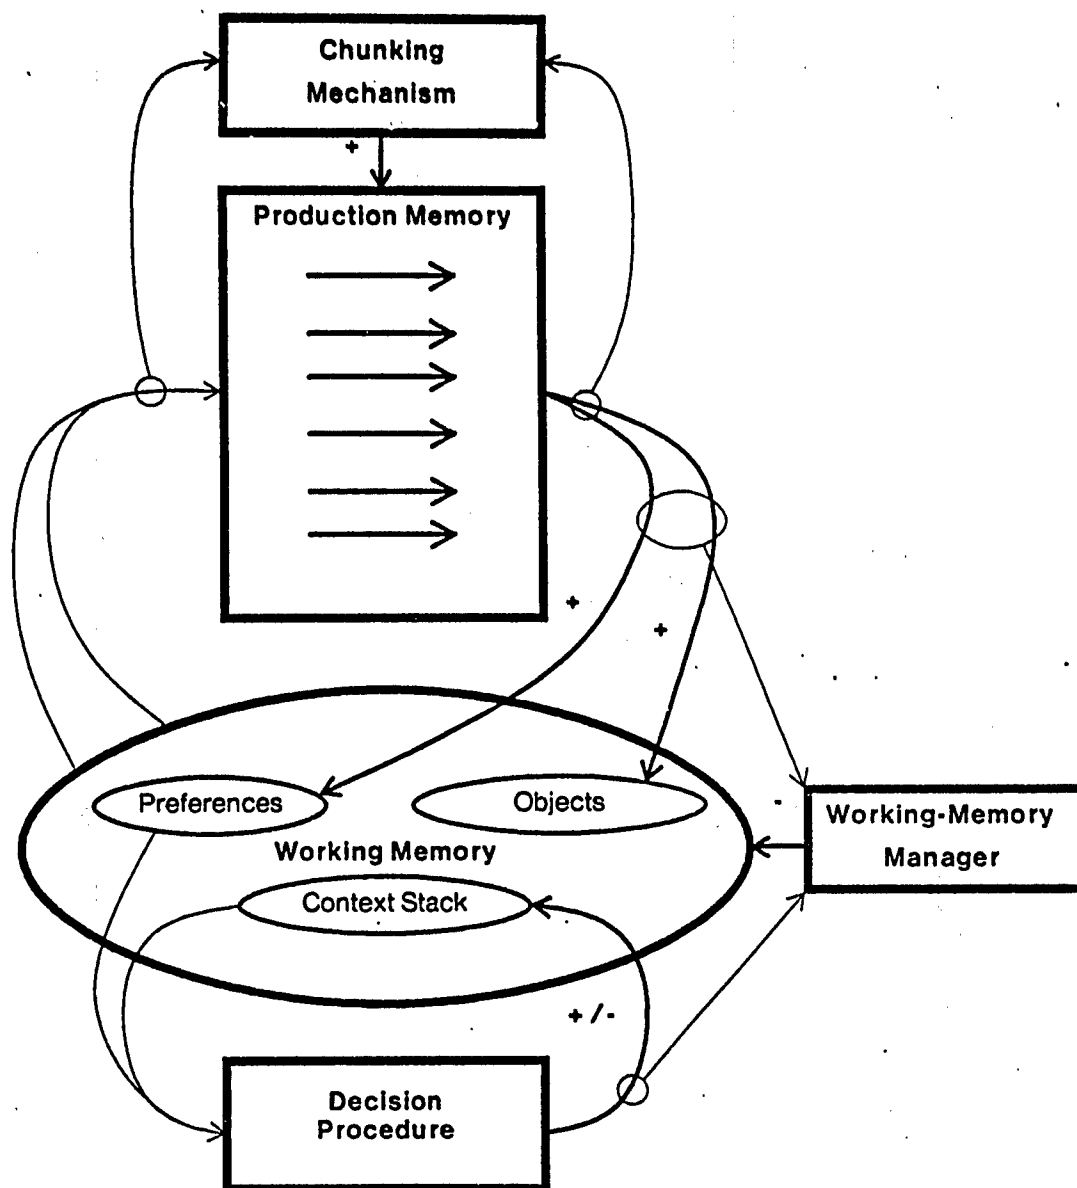 Chunking
Mechanism
+
Production Memory
+
+
Preferences
Objects
-
Working-Memory
Manager
Working Memory
Context Stack
+/-
Decision
Procedure